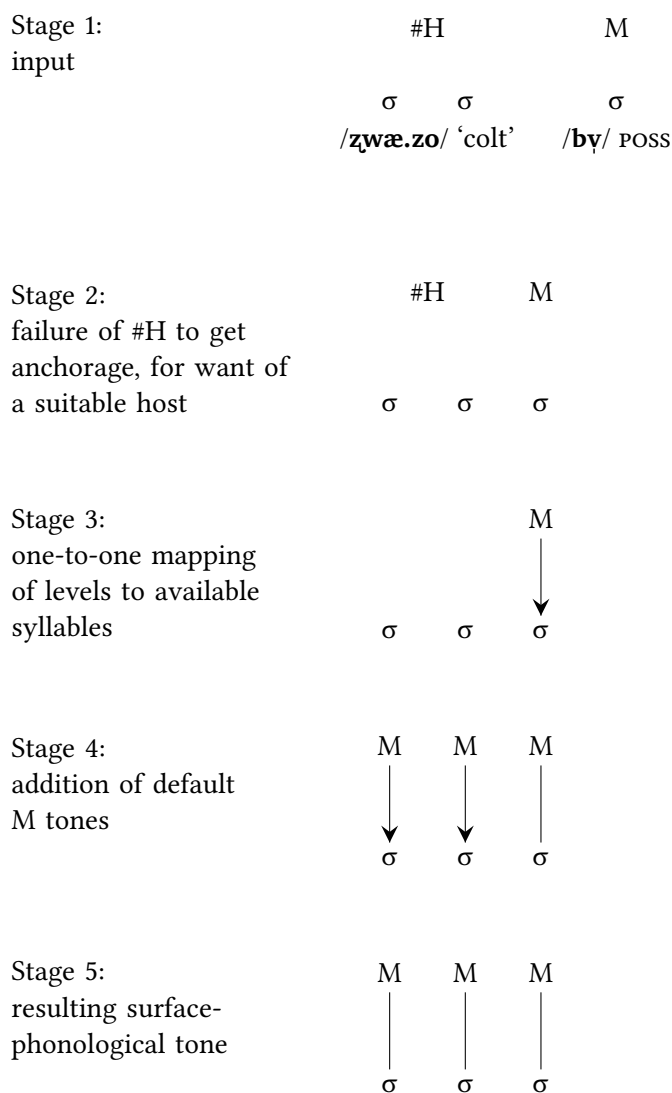 Stage 1: #H M
input
σ σ σ
/ʐwæ.zo/ ‘colt’ /bv̩/ POSS
Stage 2: #H M
failure of #H to get
anchorage, for want of
a suitable host σ σ σ
Stage 3: M
one-to-one mapping
of levels to available
syllables σ σ σ
Stage 4: M M M
addition of default
M tones
σ σ σ
Stage 5: M M M
resulting surface-
phonological tone
σ σ σ